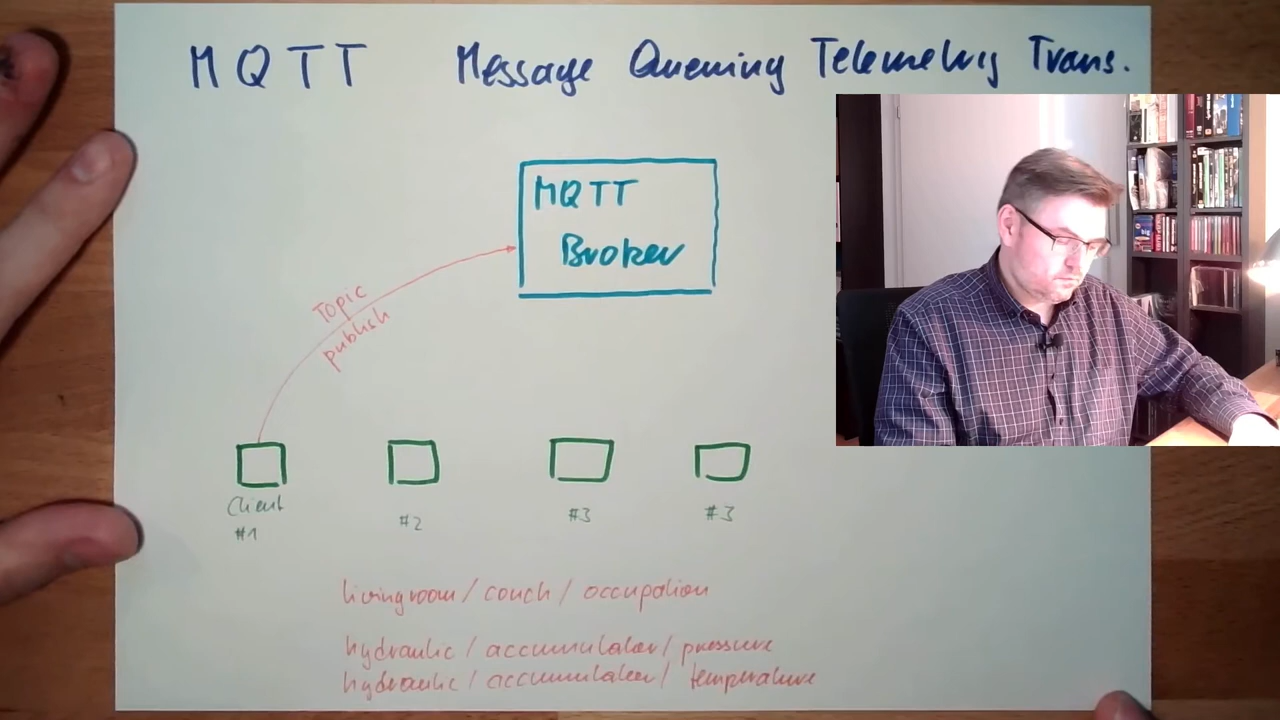 MQTT Message Queuing Telemetry Trans.
MQTT
Broker
Topic
publish
Client
#1
#2
#3
#3
livingroom / couch / occupation
hydraulic / accumulator / pressure
hydraulic / accumulator / temperature